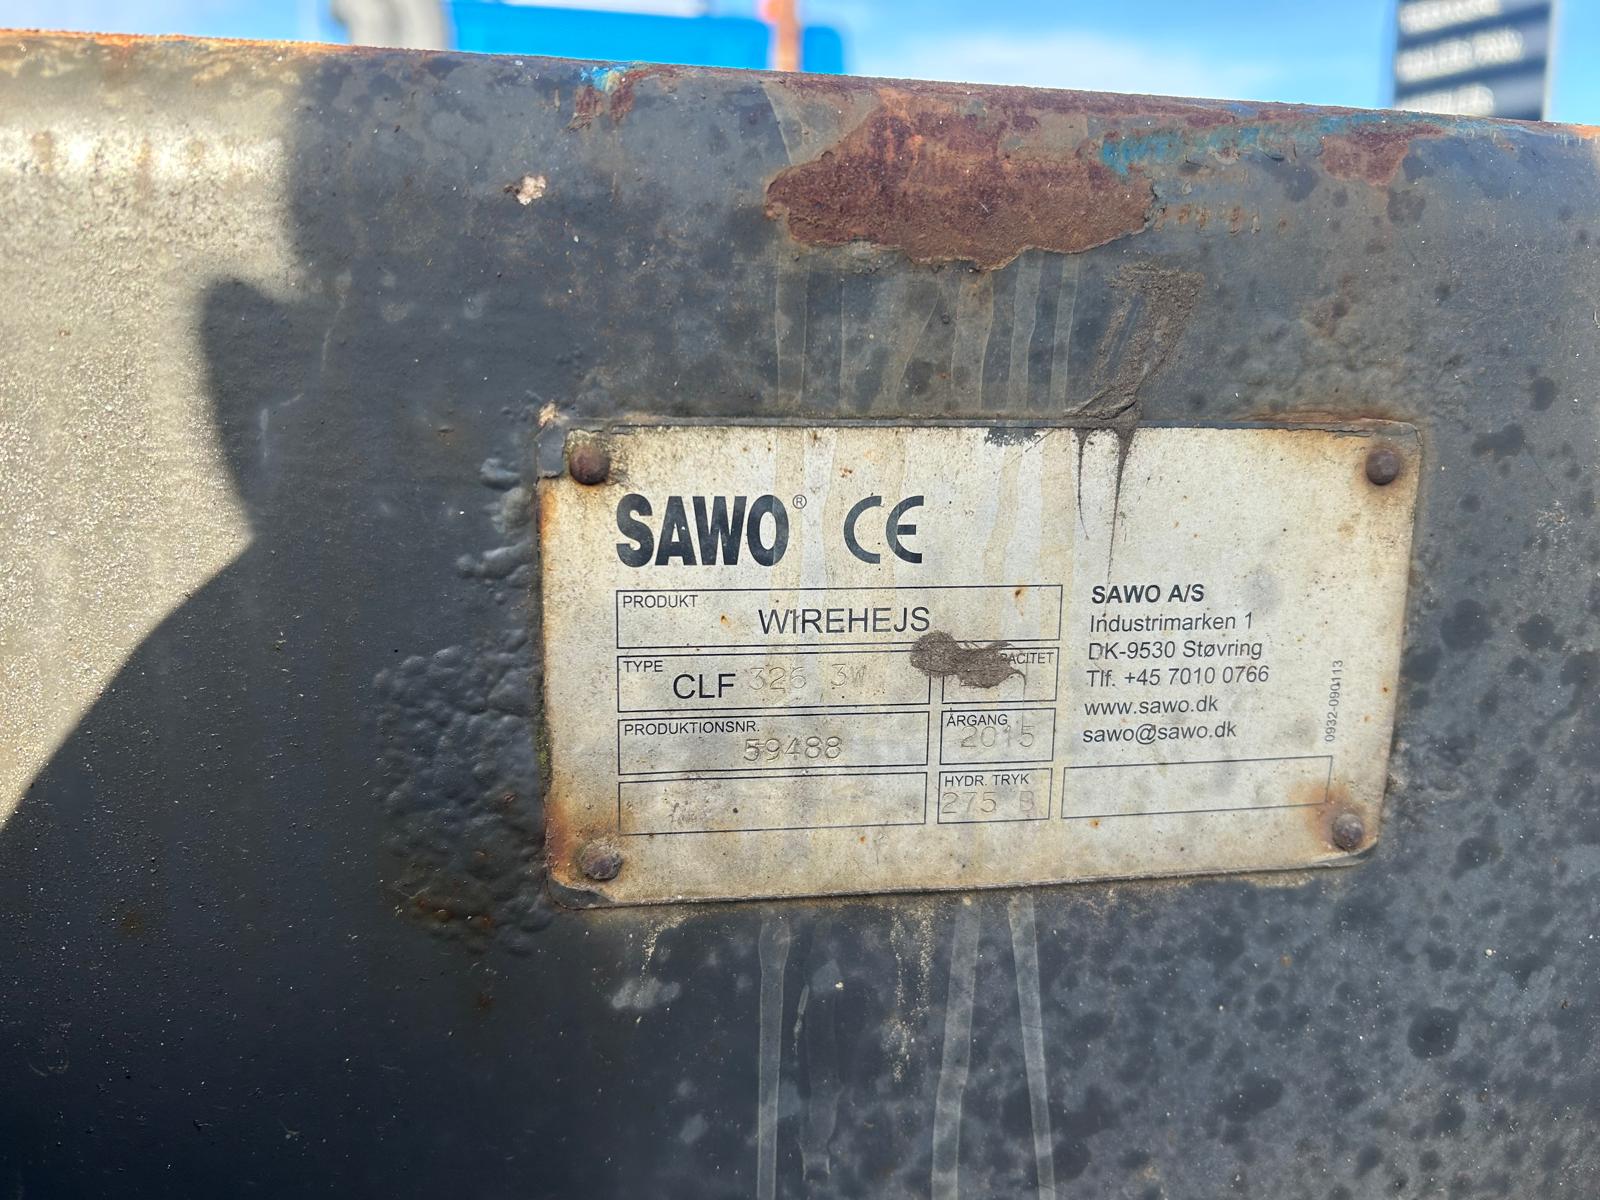 SAWO® CE
PRODUKT
WIREHEJS
TYPE
CLF 326 3W
PRODUKTIONSNR.
59488
ÅRGANG
2015
HYDR. TRYK
275 B
SAWO A/S
Industrimarken 1
DK-9530 Støvring
Tlf. +45 7010 0766
www.sawo.dk
sawo@sawo.dk
0932-090113